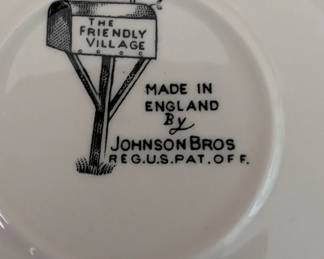 THE
FRIENDLY
VILLAGE
MADE IN
ENGLAND
By
JOHNSON BROS
REG.U.S.PAT.OFF.